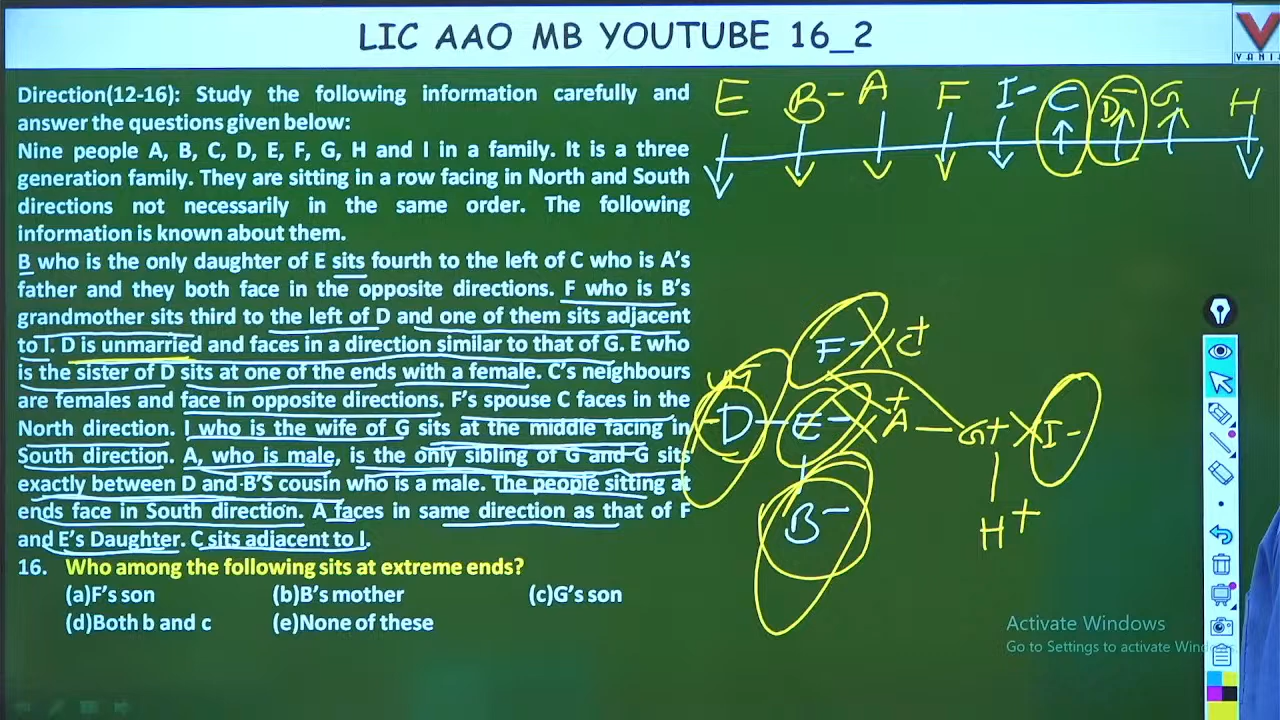 LIC AAO MB YOUTUBE 16_2
VANI
Direction(12-16): Study the following information carefully and
answer the questions given below:
Nine people A, B, C, D, E, F, G, H and I in a family. It is a three
generation family. They are sitting in a row facing in North and South
directions not necessarily in the same order. The following
information is known about them.
B who is the only daughter of E sits fourth to the left of C who is A's
father and they both face in the opposite directions. F who is B's
grandmother sits third to the left of D and one of them sits adjacent
to I. D is unmarried and faces in a direction similar to that of G. E who
is the sister of D sits at one of the ends with a female. C's neighbours
are females and face in opposite directions. F's spouse C faces in the
North direction. I who is the wife of G sits at the middle facing in
South direction. A, who is male, is the only sibling of G and G sits
exactly between D and B'S cousin who is a male. The people sitting at
ends face in South direction. A faces in same direction as that of F
and E's Daughter. C sits adjacent to I.
16. Who among the following sits at extreme ends?
(a)F's son (b)B's mother (c)G's son
(d)Both b and c (e)None of these
E B- A F I- C D- G H
F- C+
D- E- A+ G+ I-
B- H+
Activate Windows
Go to Settings to activate Windows.